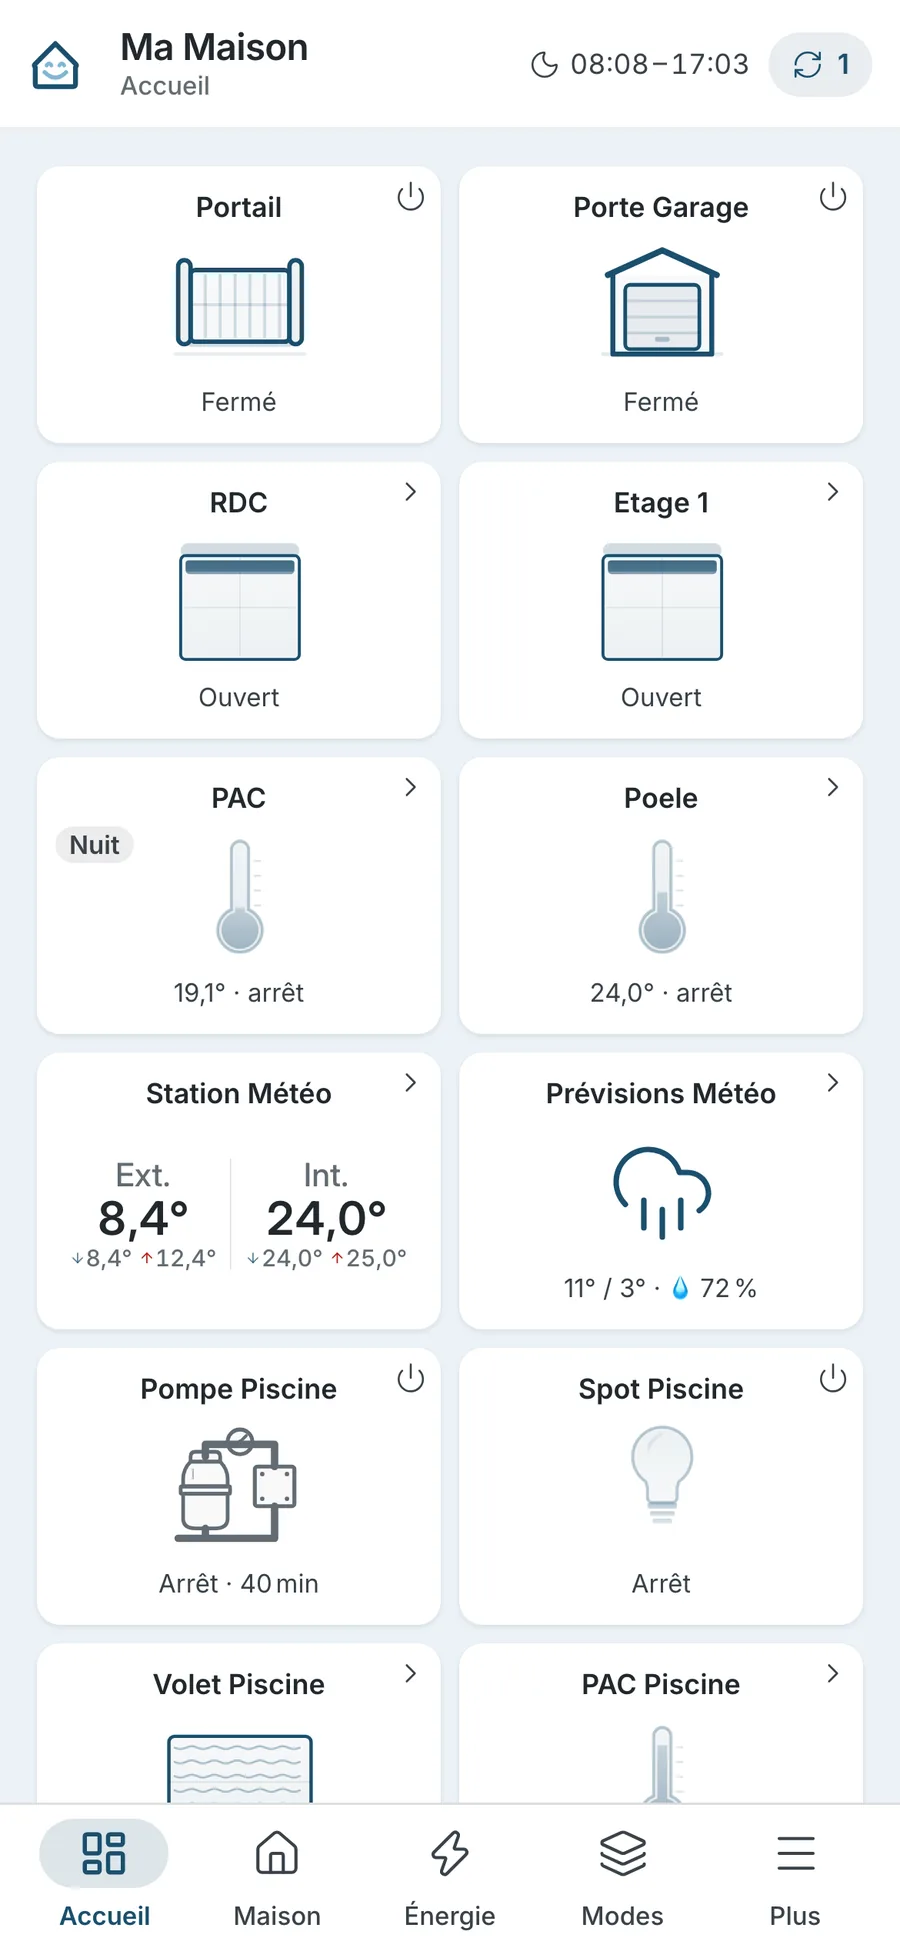 Ma Maison
Accueil
08:08–17:03
1
Portail
Fermé
Porte Garage
Fermé
RDC
Ouvert
Etage 1
Ouvert
PAC
Nuit
19,1° · arrêt
Poele
24,0° · arrêt
Station Météo
Ext.
8,4°
↓8,4° ↑12,4°
Int.
24,0°
↓24,0° ↑25,0°
Prévisions Météo
11° / 3° · 💧 72 %
Pompe Piscine
Arrêt · 40 min
Spot Piscine
Arrêt
Volet Piscine
PAC Piscine
Accueil
Maison
Énergie
Modes
Plus